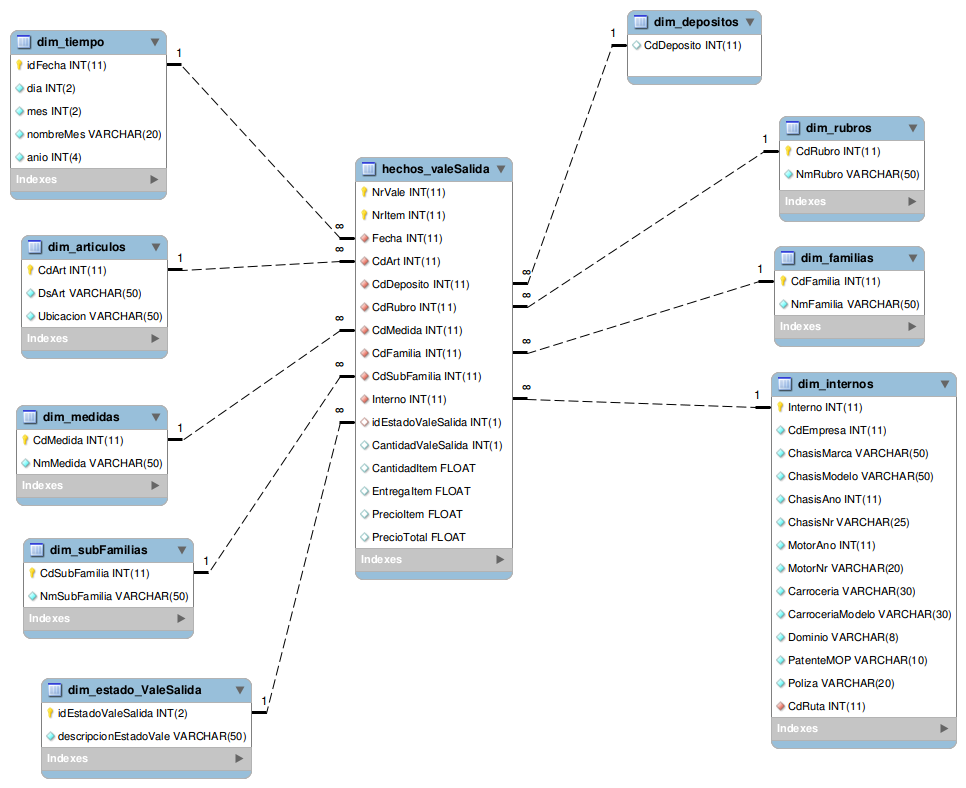 dim_tiempo
idFecha INT(11)
dia INT(2)
mes INT(2)
nombreMes VARCHAR(20)
anio INT(4)
Indexes
1
dim_articulos
CdArt INT(11)
DsArt VARCHAR(50)
Ubicacion VARCHAR(50)
Indexes
1
dim_medidas
CdMedida INT(11)
NmMedida VARCHAR(50)
Indexes
1
dim_subFamilias
CdSubFamilia INT(11)
NmSubFamilia VARCHAR(50)
Indexes
1
dim_estado_ValeSalida
idEstadoValeSalida INT(2)
descripcionEstadoVale VARCHAR(50)
Indexes
1
hechos_valeSalida
NrVale INT(11)
NrItem INT(11)
∞ Fecha INT(11)
∞ CdArt INT(11)
CdDeposito INT(11) ∞
CdRubro INT(11) ∞
∞ CdMedida INT(11)
CdFamilia INT(11) ∞
∞ CdSubFamilia INT(11)
Interno INT(11) ∞
∞ idEstadoValeSalida INT(1)
CantidadValeSalida INT(1)
CantidadItem FLOAT
EntregaItem FLOAT
PrecioItem FLOAT
PrecioTotal FLOAT
Indexes
dim_depositos
1 CdDeposito INT(11)
dim_rubros
1 CdRubro INT(11)
NmRubro VARCHAR(50)
Indexes
dim_familias
1 CdFamilia INT(11)
NmFamilia VARCHAR(50)
Indexes
dim_internos
1 Interno INT(11)
CdEmpresa INT(11)
ChasisMarca VARCHAR(50)
ChasisModelo VARCHAR(50)
ChasisAno INT(11)
ChasisNr VARCHAR(25)
MotorAno INT(11)
MotorNr VARCHAR(20)
Carroceria VARCHAR(30)
CarroceriaModelo VARCHAR(30)
Dominio VARCHAR(8)
PatenteMOP VARCHAR(10)
Poliza VARCHAR(20)
CdRuta INT(11)
Indexes